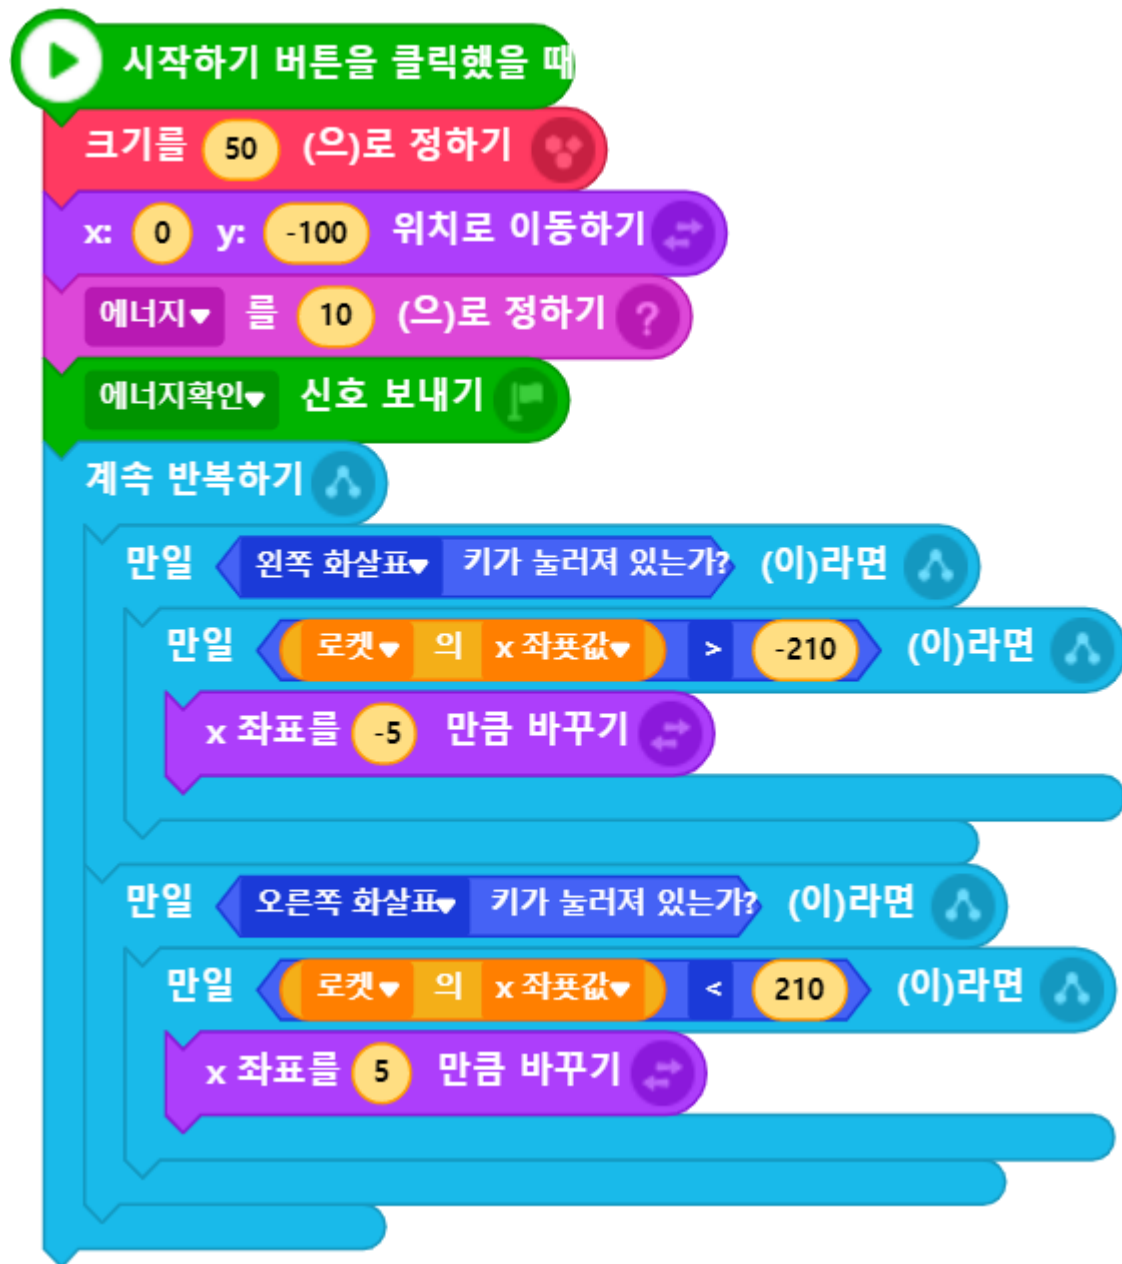 시작하기 버튼을 클릭했을 때
크기를 50 (으)로 정하기
x: 0 y: -100 위치로 이동하기
에너지 를 10 (으)로 정하기 ?
에너지확인 신호 보내기
계속 반복하기
만일 왼쪽 화살표 키가 눌러져 있는가? (이)라면
만일 로켓 의 x 좌푯값 > -210 (이)라면
x 좌표를 -5 만큼 바꾸기
만일 오른쪽 화살표 키가 눌러져 있는가? (이)라면
만일 로켓 의 x 좌푯값 < 210 (이)라면
x 좌표를 5 만큼 바꾸기